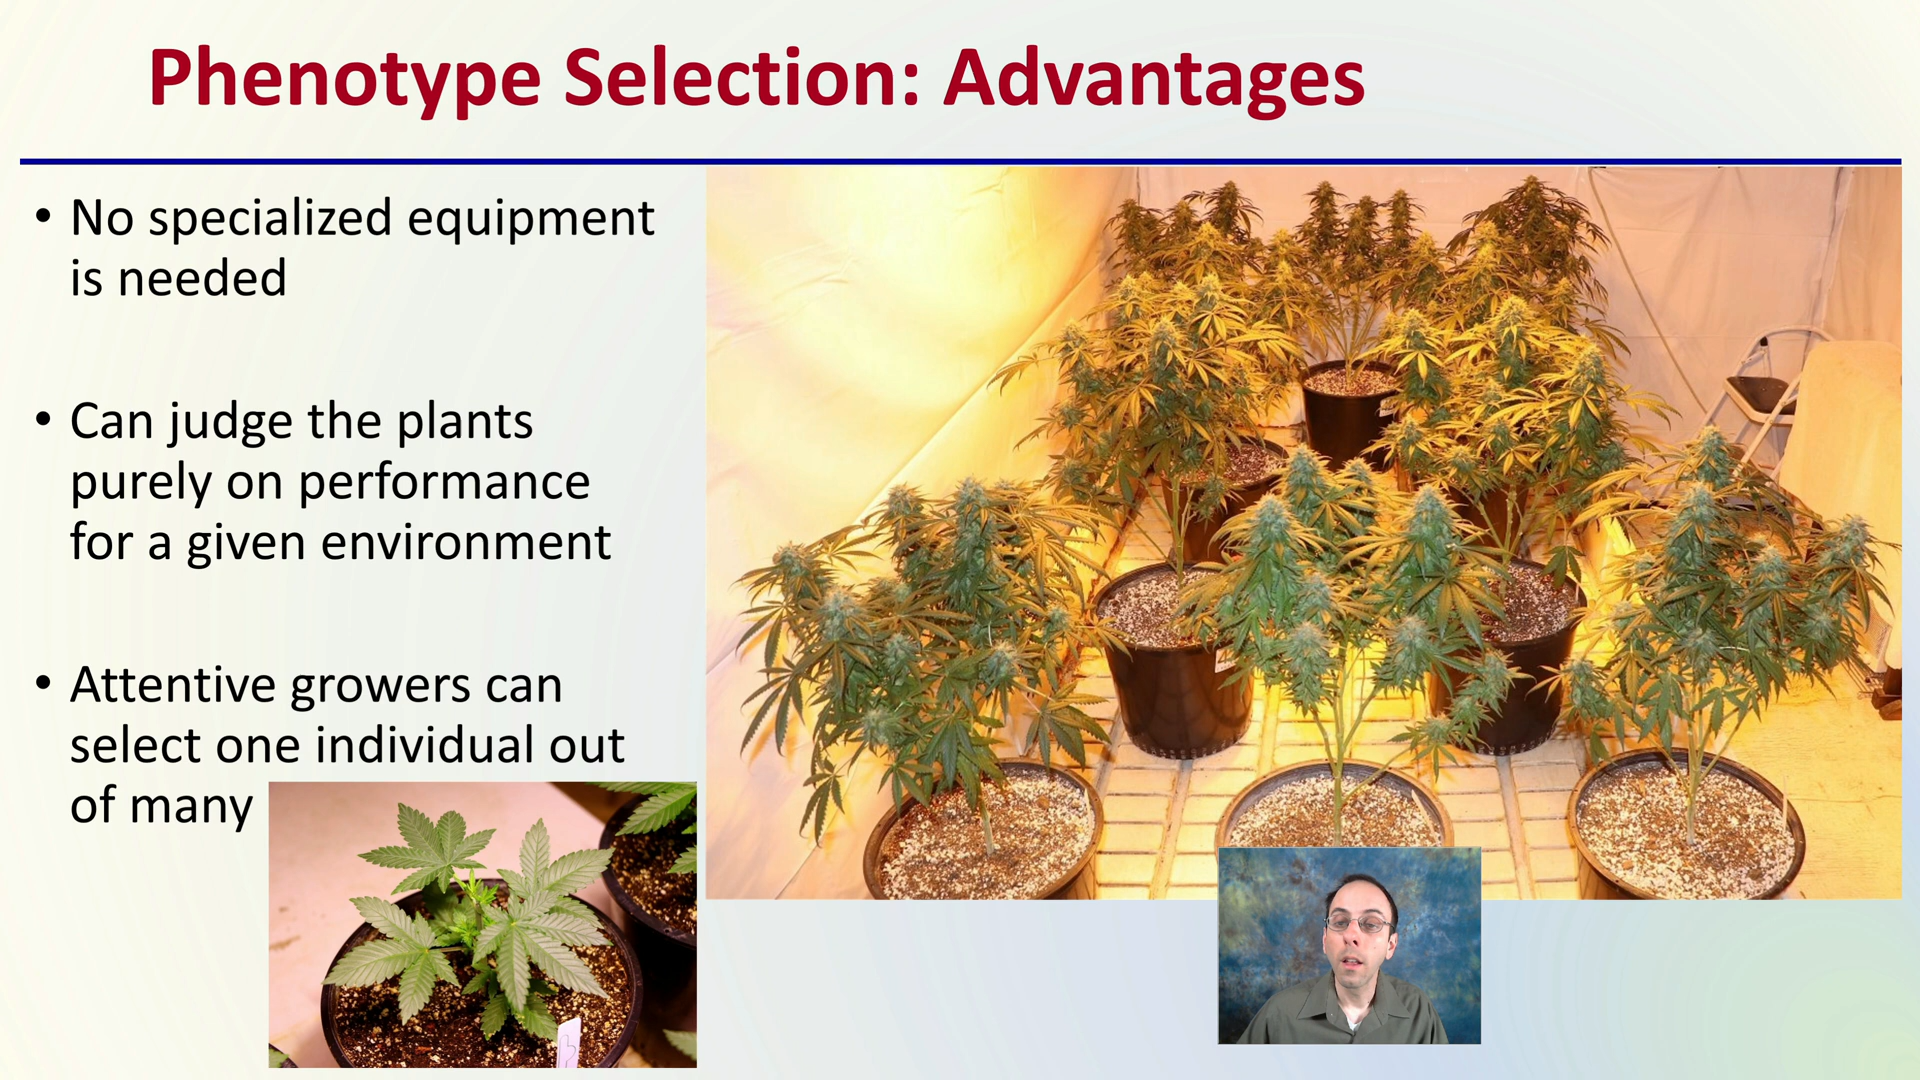 Phenotype Selection: Advantages
• No specialized equipment
is needed
• Can judge the plants
purely on performance
for a given environment
• Attentive growers can
select one individual out
of many